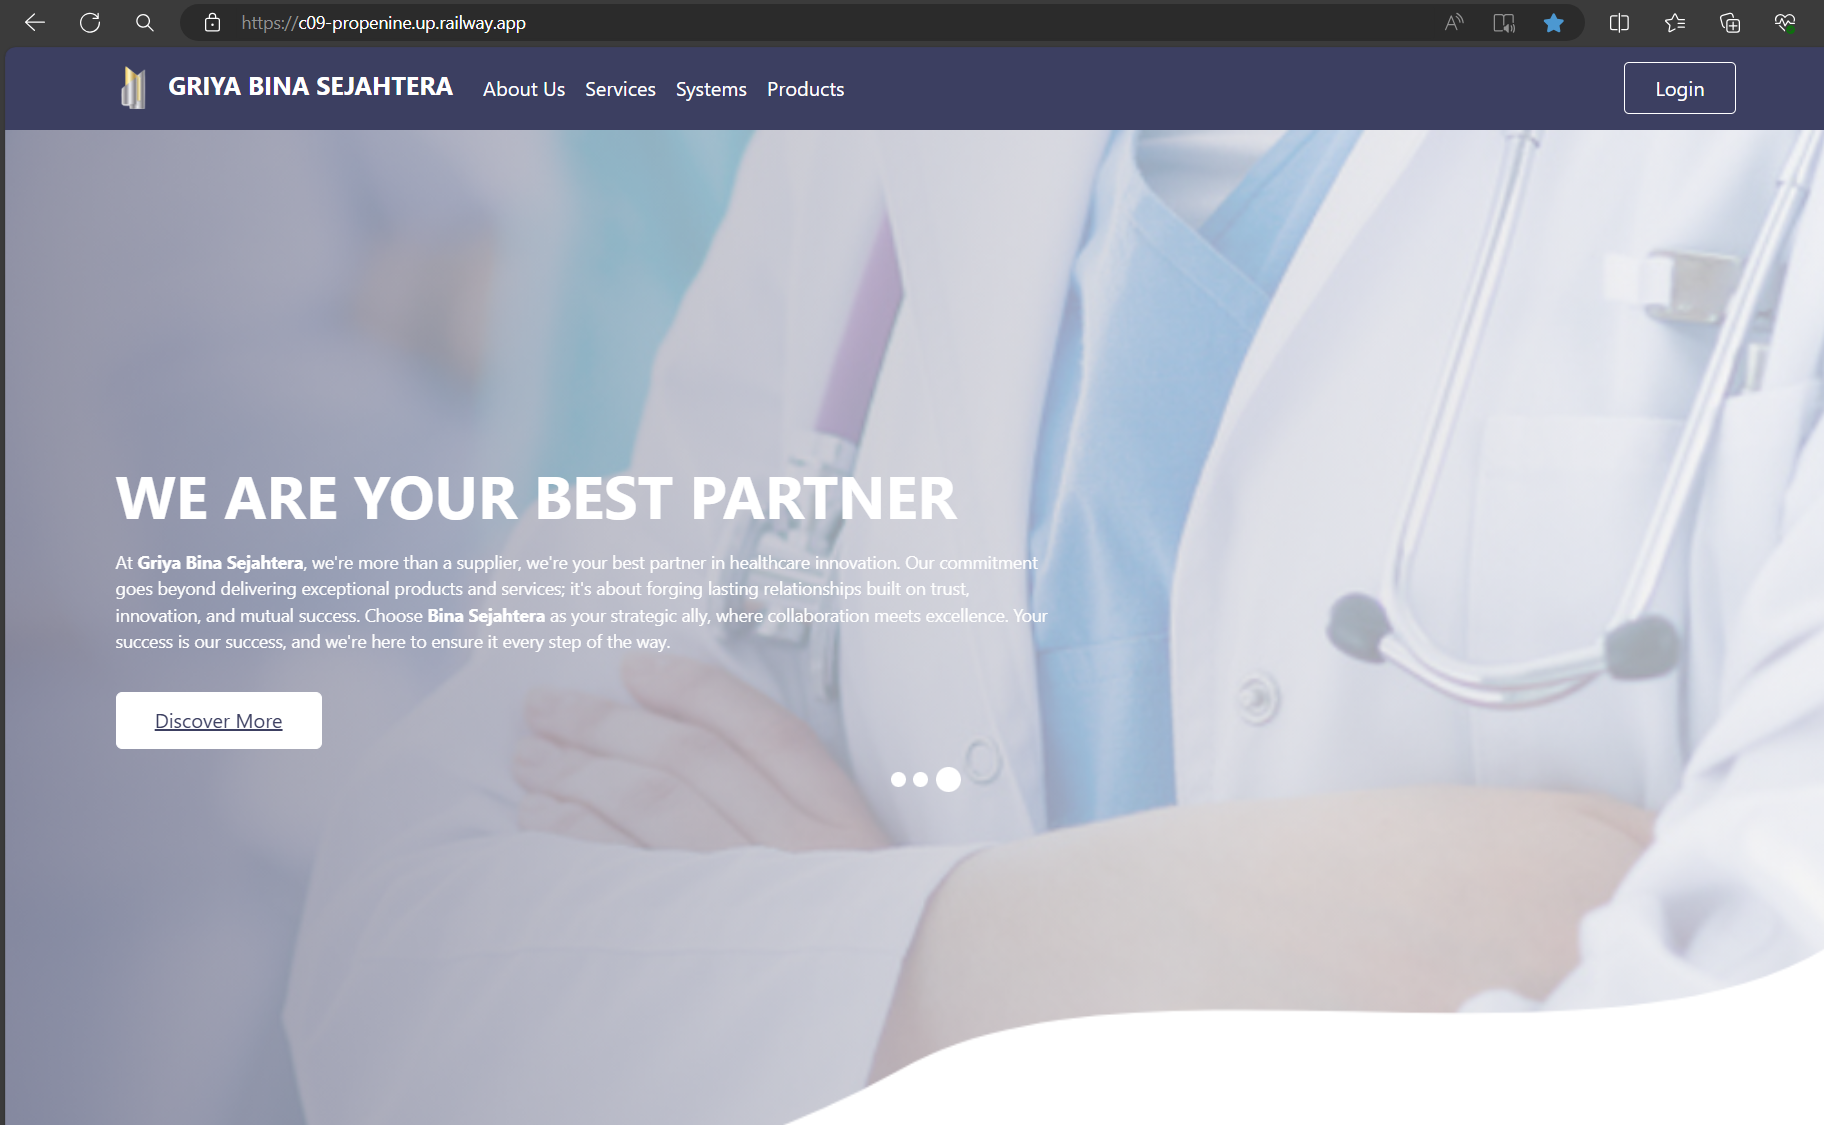 https://c09-propenine.up.railway.app
GRIYA BINA SEJAHTERA
About Us
Services
Systems
Products
Login
WE ARE YOUR BEST PARTNER
At Griya Bina Sejahtera, we're more than a supplier, we're your best partner in healthcare innovation. Our commitment
goes beyond delivering exceptional products and services; it's about forging lasting relationships built on trust,
innovation, and mutual success. Choose Bina Sejahtera as your strategic ally, where collaboration meets excellence. Your
success is our success, and we're here to ensure it every step of the way.
Discover More